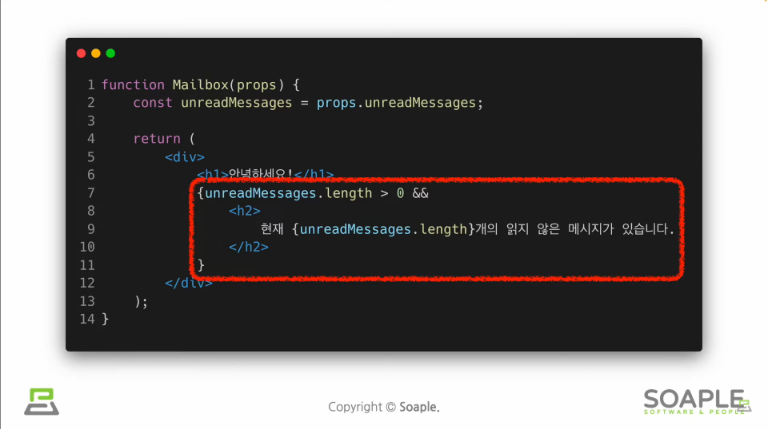 1 function Mailbox(props) {
2     const unreadMessages = props.unreadMessages;
3
4     return (
5         <div>
6             <h1>안녕하세요!</h1>
7             {unreadMessages.length > 0 &&
8                 <h2>
9                     현재 {unreadMessages.length}개의 읽지 않은 메시지가 있습니다.
10                 </h2>
11             }
12         </div>
13     );
14 }
Copyright © Soaple.
SOAPLE
SOFTWARE & PEOPLE